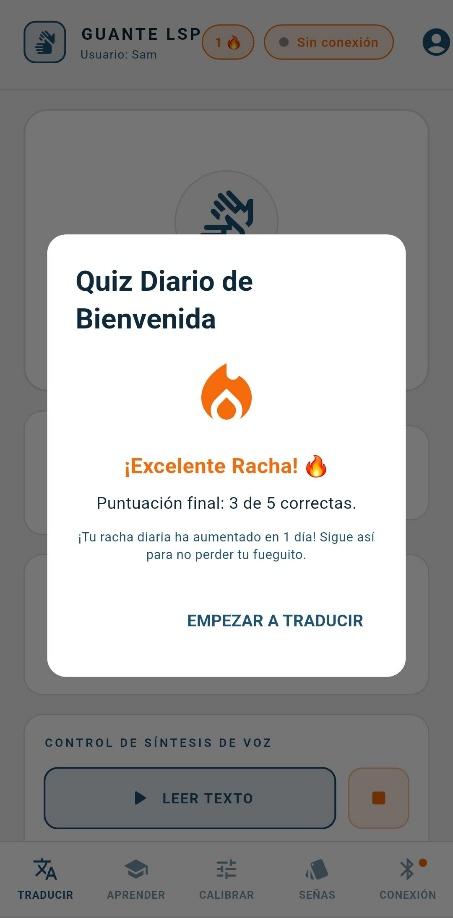 GUANTE LSP
Usuario: Sam
1 🔥
Sin conexión
Quiz Diario de
Bienvenida
¡Excelente Racha! 🔥
Puntuación final: 3 de 5 correctas.
¡Tu racha diaria ha aumentado en 1 día! Sigue así
para no perder tu fueguito.
EMPEZAR A TRADUCIR
CONTROL DE SÍNTESIS DE VOZ
LEER TEXTO
TRADUCIR
APRENDER
CALIBRAR
SEÑAS
CONEXIÓN